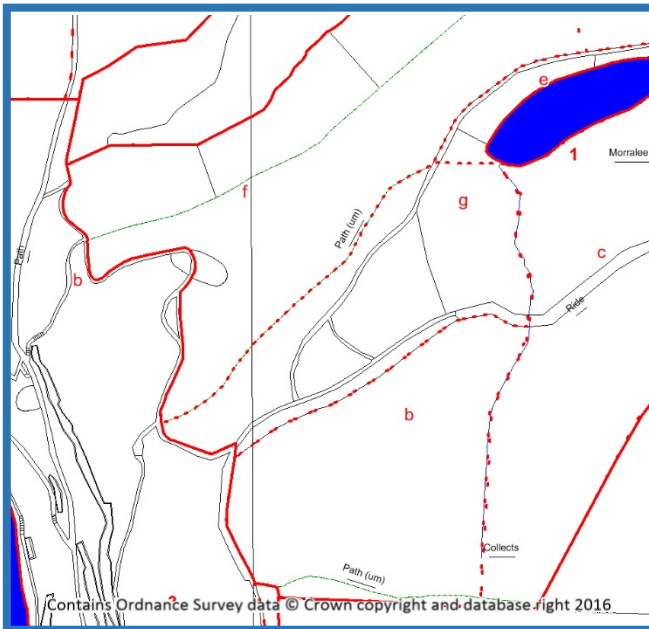 e
1
Morralee
f
g
Path (um)
c
Path
b
Ride
b
Collects
Path (um)
Contains Ordnance Survey data © Crown copyright and database right 2016